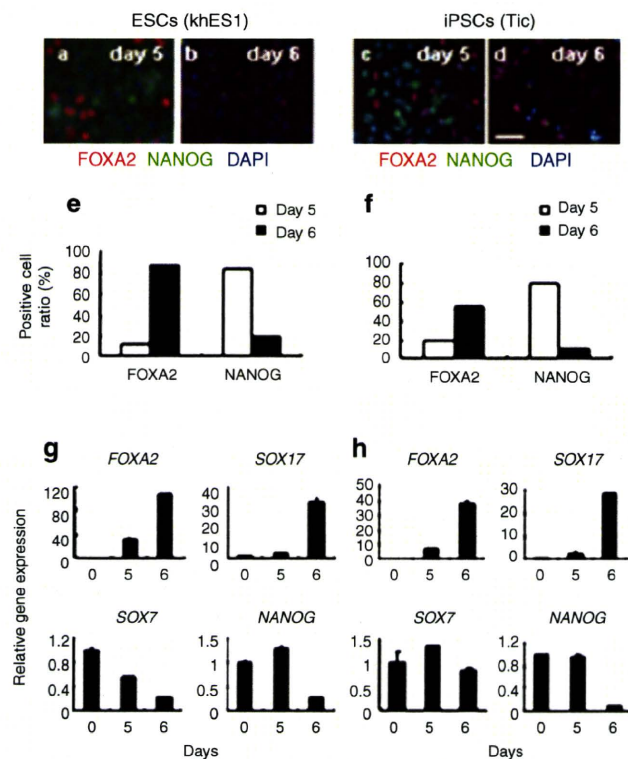 ESCs (khES1) iPSCs (Tic)
a day 5 b day 6 c day 5 d day 6
FOXA2 NANOG DAPI FOXA2 NANOG DAPI
e
Day 5
Day 6
Positive cell
ratio (%)
100
80
60
40
20
0
FOXA2 NANOG
f
Day 5
Day 6
100
80
60
40
20
0
FOXA2 NANOG
Relative gene expression
g
FOXA2
120
80
40
0
0 5 6
SOX17
40
30
20
10
0
0 5 6
SOX7
1.2
0.8
0.4
0
0 5 6
NANOG
1.5
1
0.5
0
0 5 6
Days
h
FOXA2
50
40
30
20
10
0
0 5 6
SOX17
30
20
10
0
0 5 6
SOX7
1.5
1
0.5
0
0 5 6
NANOG
1.2
0.8
0.4
0
0 5 6
Days